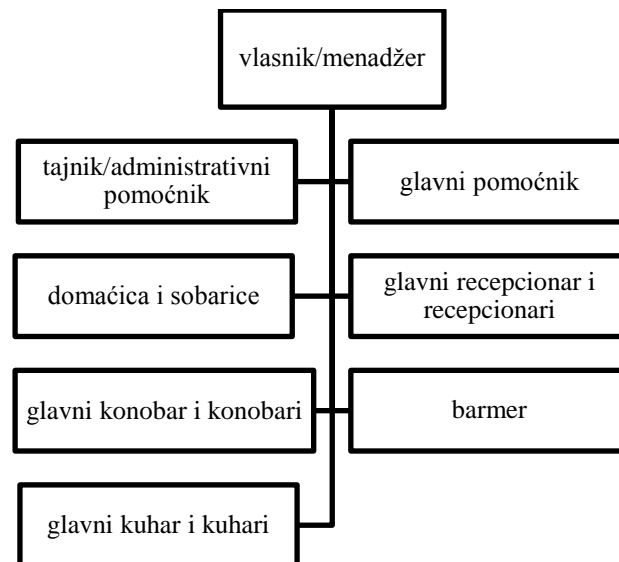 vlasnik/menadžer
tajnik/administrativni
pomoćnik
glavni pomoćnik
domaćica i sobarice
glavni recepcionar i
recepcionari
glavni konobar i konobari
barmer
glavni kuhar i kuhari